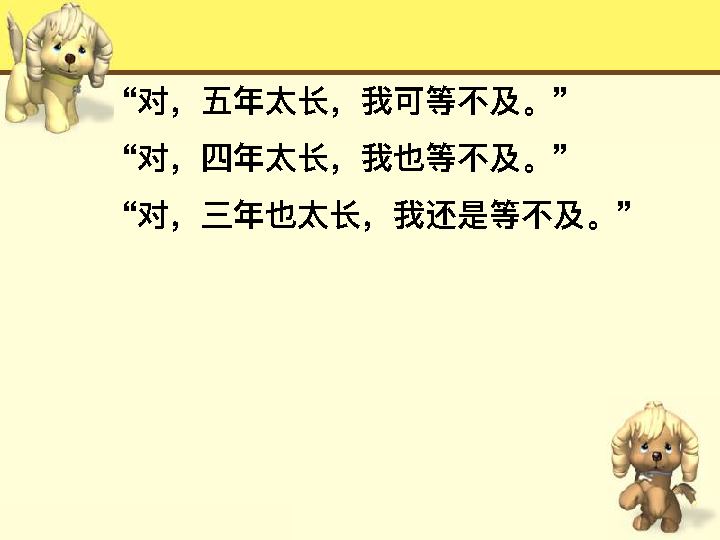 “对，五年太长，我可等不及。”
“对，四年太长，我也等不及。”
“对，三年也太长，我还是等不及。”